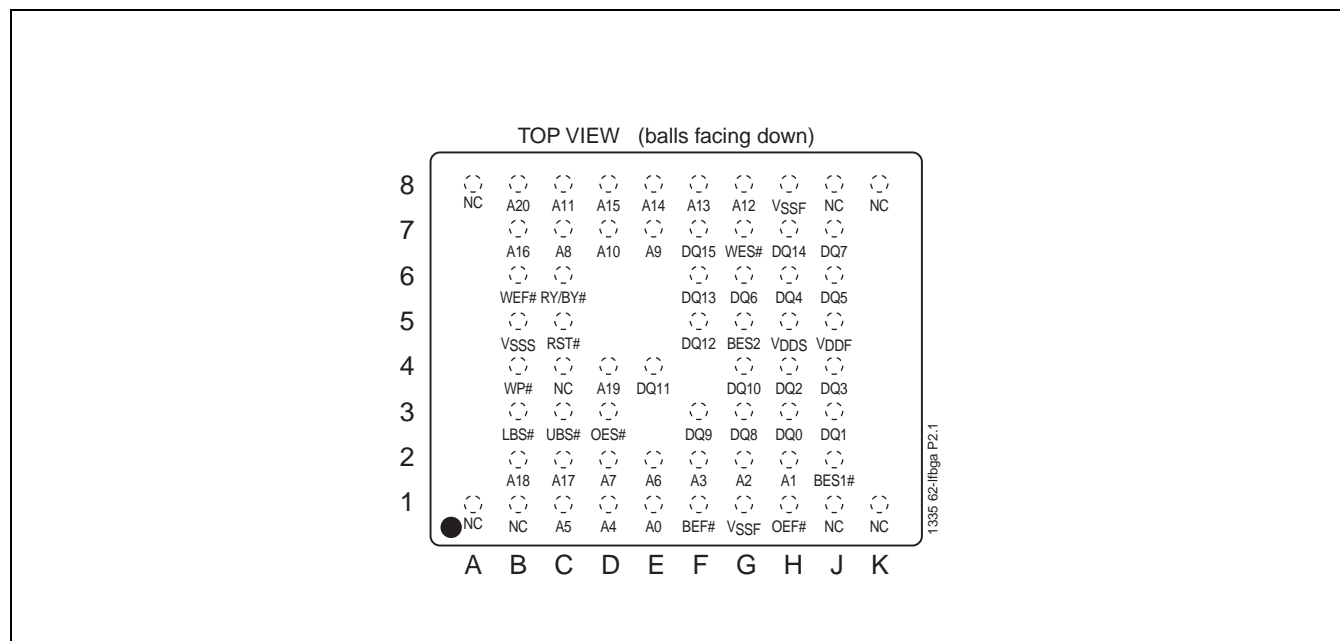 TOP VIEW (balls facing down)
8
NC A20 A11 A15 A14 A13 A12 VSSF NC NC
7
A16 A8 A10 A9 DQ15 WES# DQ14 DQ7
6
WEF# RY/BY# DQ13 DQ6 DQ4 DQ5
5
VSSS RST# DQ12 BES2 VDDS VDDF
4
WP# NC A19 DQ11 DQ10 DQ2 DQ3
3
LBS# UBS# OES# DQ9 DQ8 DQ0 DQ1
2
A18 A17 A7 A6 A3 A2 A1 BES1#
1
NC NC A5 A4 A0 BEF# VSSF OEF# NC NC
A B C D E F G H J K
1335 62-lfbga P2.1